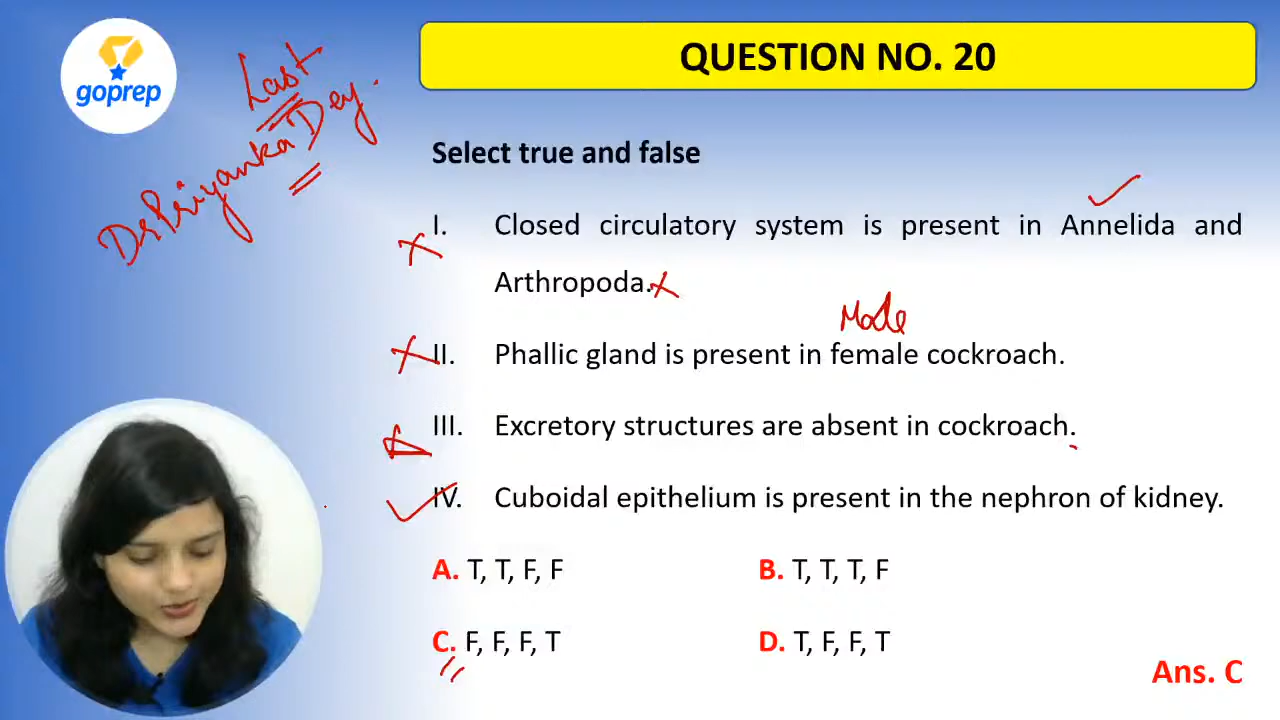 goprep
Last
Dr Priyanka Dey.
QUESTION NO. 20
Select true and false
I. Closed circulatory system is present in Annelida and
Arthropoda.
Male
II. Phallic gland is present in female cockroach.
III. Excretory structures are absent in cockroach.
IV. Cuboidal epithelium is present in the nephron of kidney.
A. T, T, F, F B. T, T, T, F
C. F, F, F, T D. T, F, F, T
Ans. C